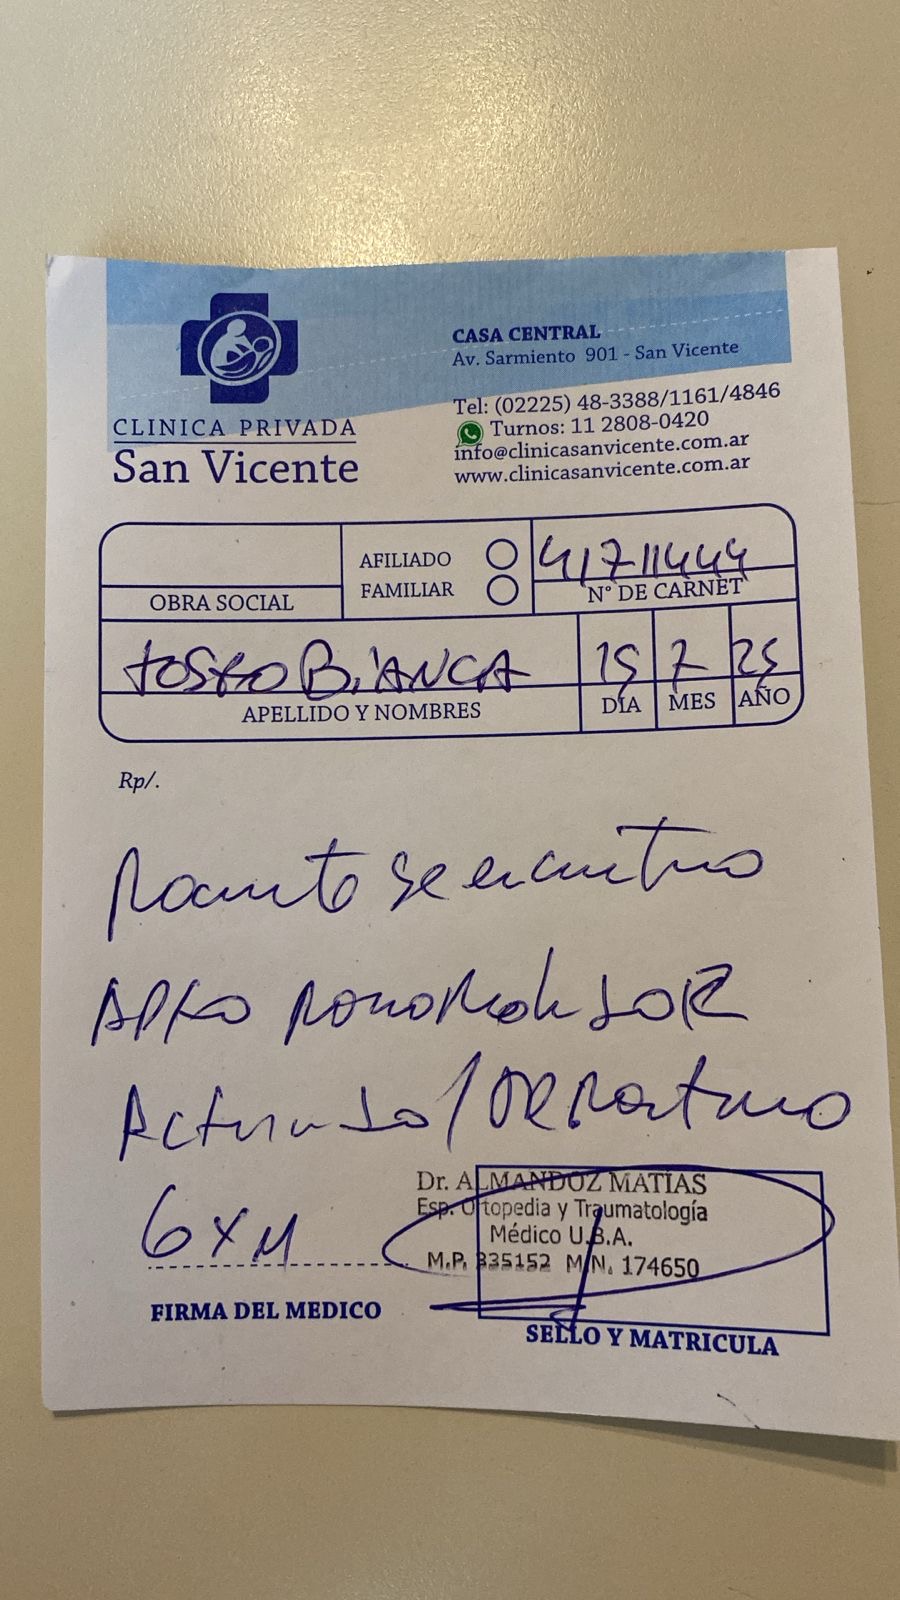 CASA CENTRAL
Av. Sarmiento 901 - San Vicente
CLINICA PRIVADA
San Vicente
Tel: (02225) 48-3388/1161/4846
Turnos: 11 2808-0420
info@clinicasanvicente.com.ar
www.clinicasanvicente.com.ar
AFILIADO
FAMILIAR
41711444
OBRA SOCIAL
N° DE CARNET
BiANCA 15 7 25
APELLIDO Y NOMBRES DÍA MES AÑO
Rp/.
Paciente se encuentra
Apto
6xM
Dr. ALMANDOZ MATIAS
Esp. Ortopedia y Traumatología
Médico U.B.A.
M.P. 335152 M.N. 174650
FIRMA DEL MEDICO
SELLO Y MATRICULA